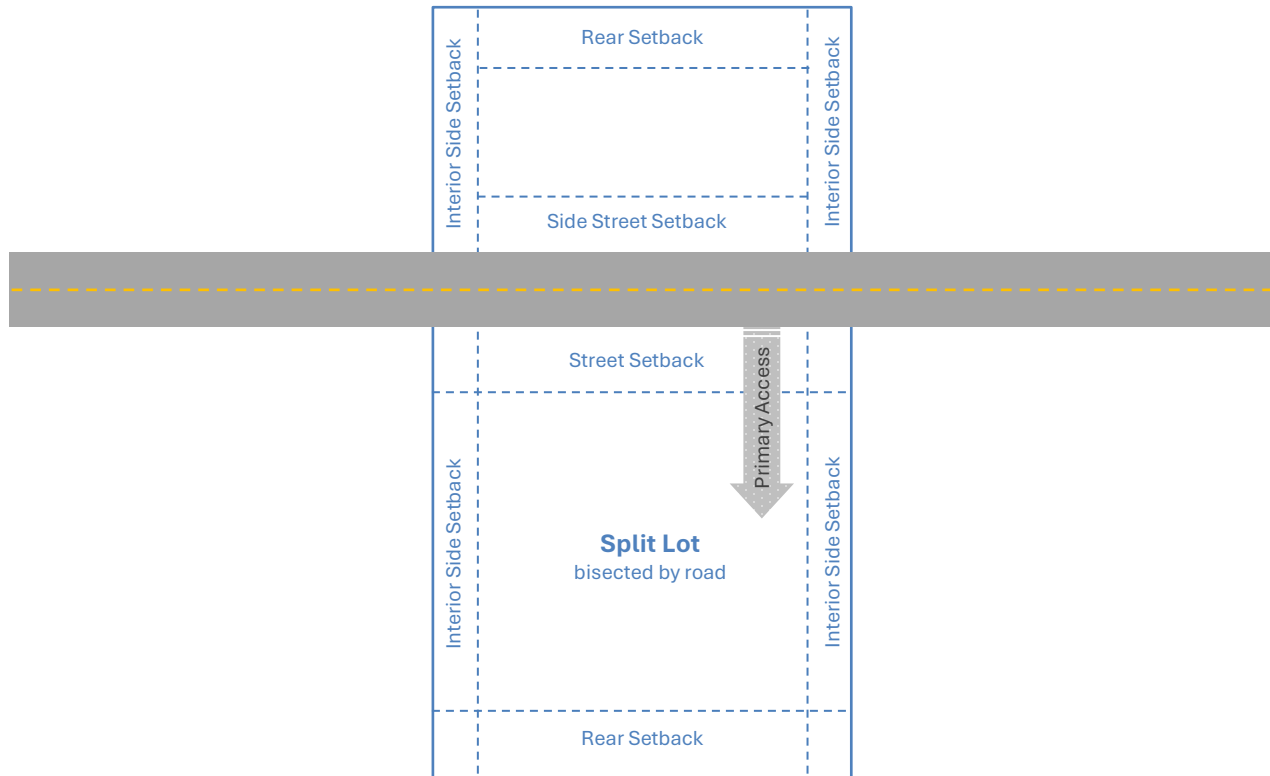 Rear Setback
Interior Side Setback
Interior Side Setback
Side Street Setback
Street Setback
Primary Access
Interior Side Setback
Interior Side Setback
Split Lot
bisected by road
Rear Setback